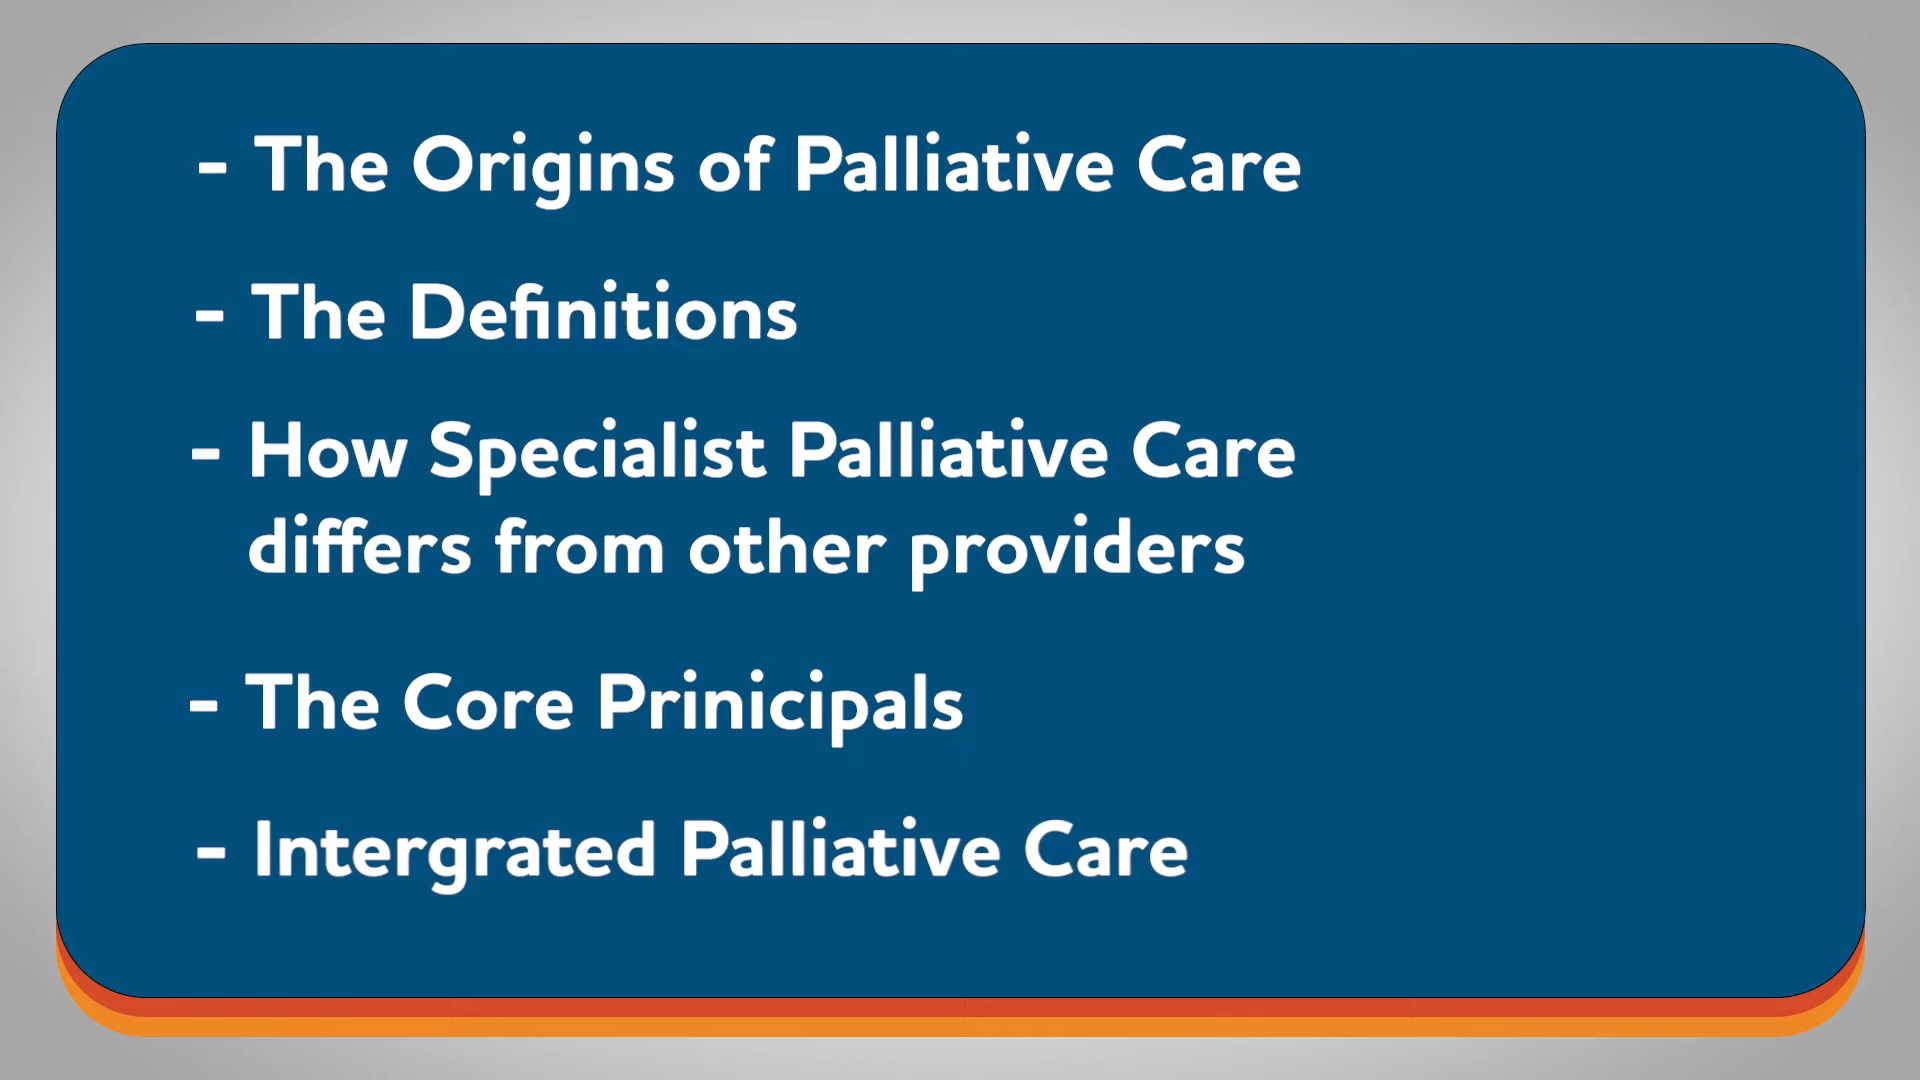 - The Origins of Palliative Care
- The Definitions
- How Specialist Palliative Care
differs from other providers
- The Core Prinicipals
- Intergrated Palliative Care